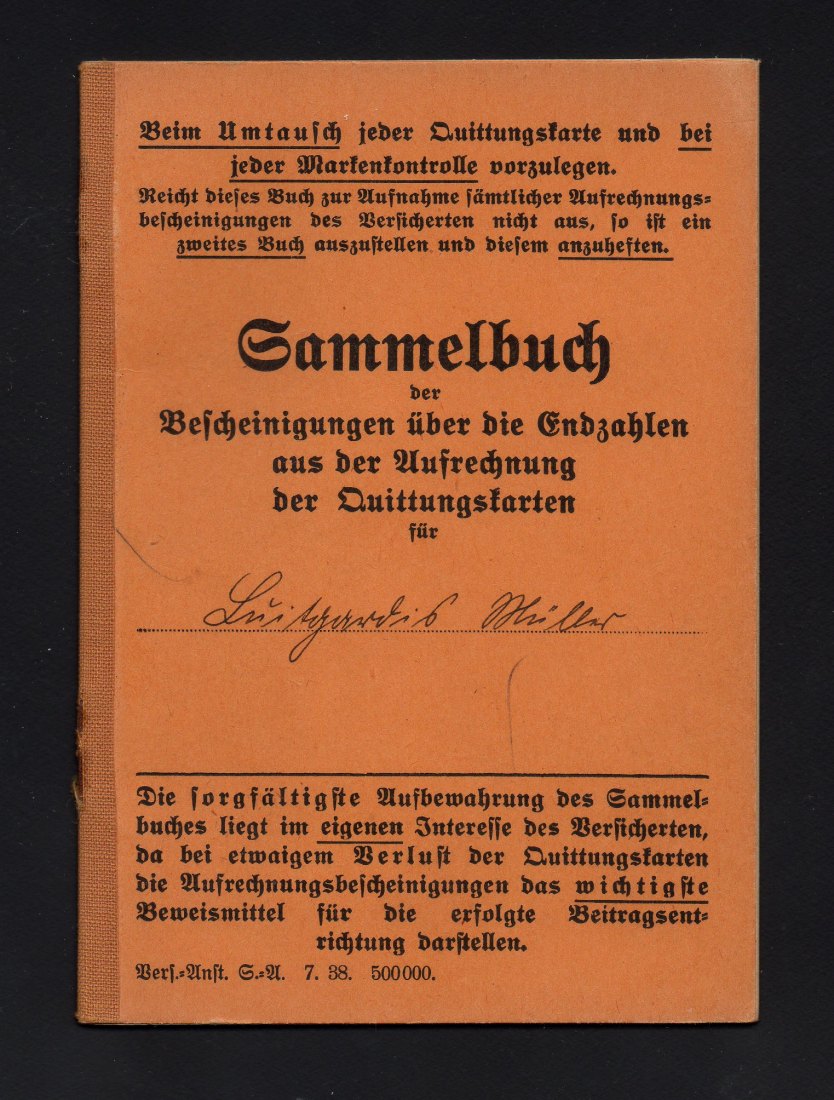 Beim Umtausch jeder Quittungskarte und bei
jeder Markenkontrolle vorzulegen.
Reicht dieses Buch zur Aufnahme sämtlicher Aufrechnungs-
bescheinigungen des Versicherten nicht aus, so ist ein
zweites Buch auszustellen und diesem anzuheften.
Sammelbuch
der
Bescheinigungen über die Endzahlen
aus der Aufrechnung
der Quittungskarten
für
Luitgardis Müller
Die sorgfältigste Aufbewahrung des Sammel-
buches liegt im eigenen Interesse des Versicherten,
da bei etwaigem Verlust der Quittungskarten
die Aufrechnungsbescheinigungen das wichtigste
Beweismittel für die erfolgte Beitragsent-
richtung darstellen.
Vers.-Anst. S.-A. 7. 38. 500000.